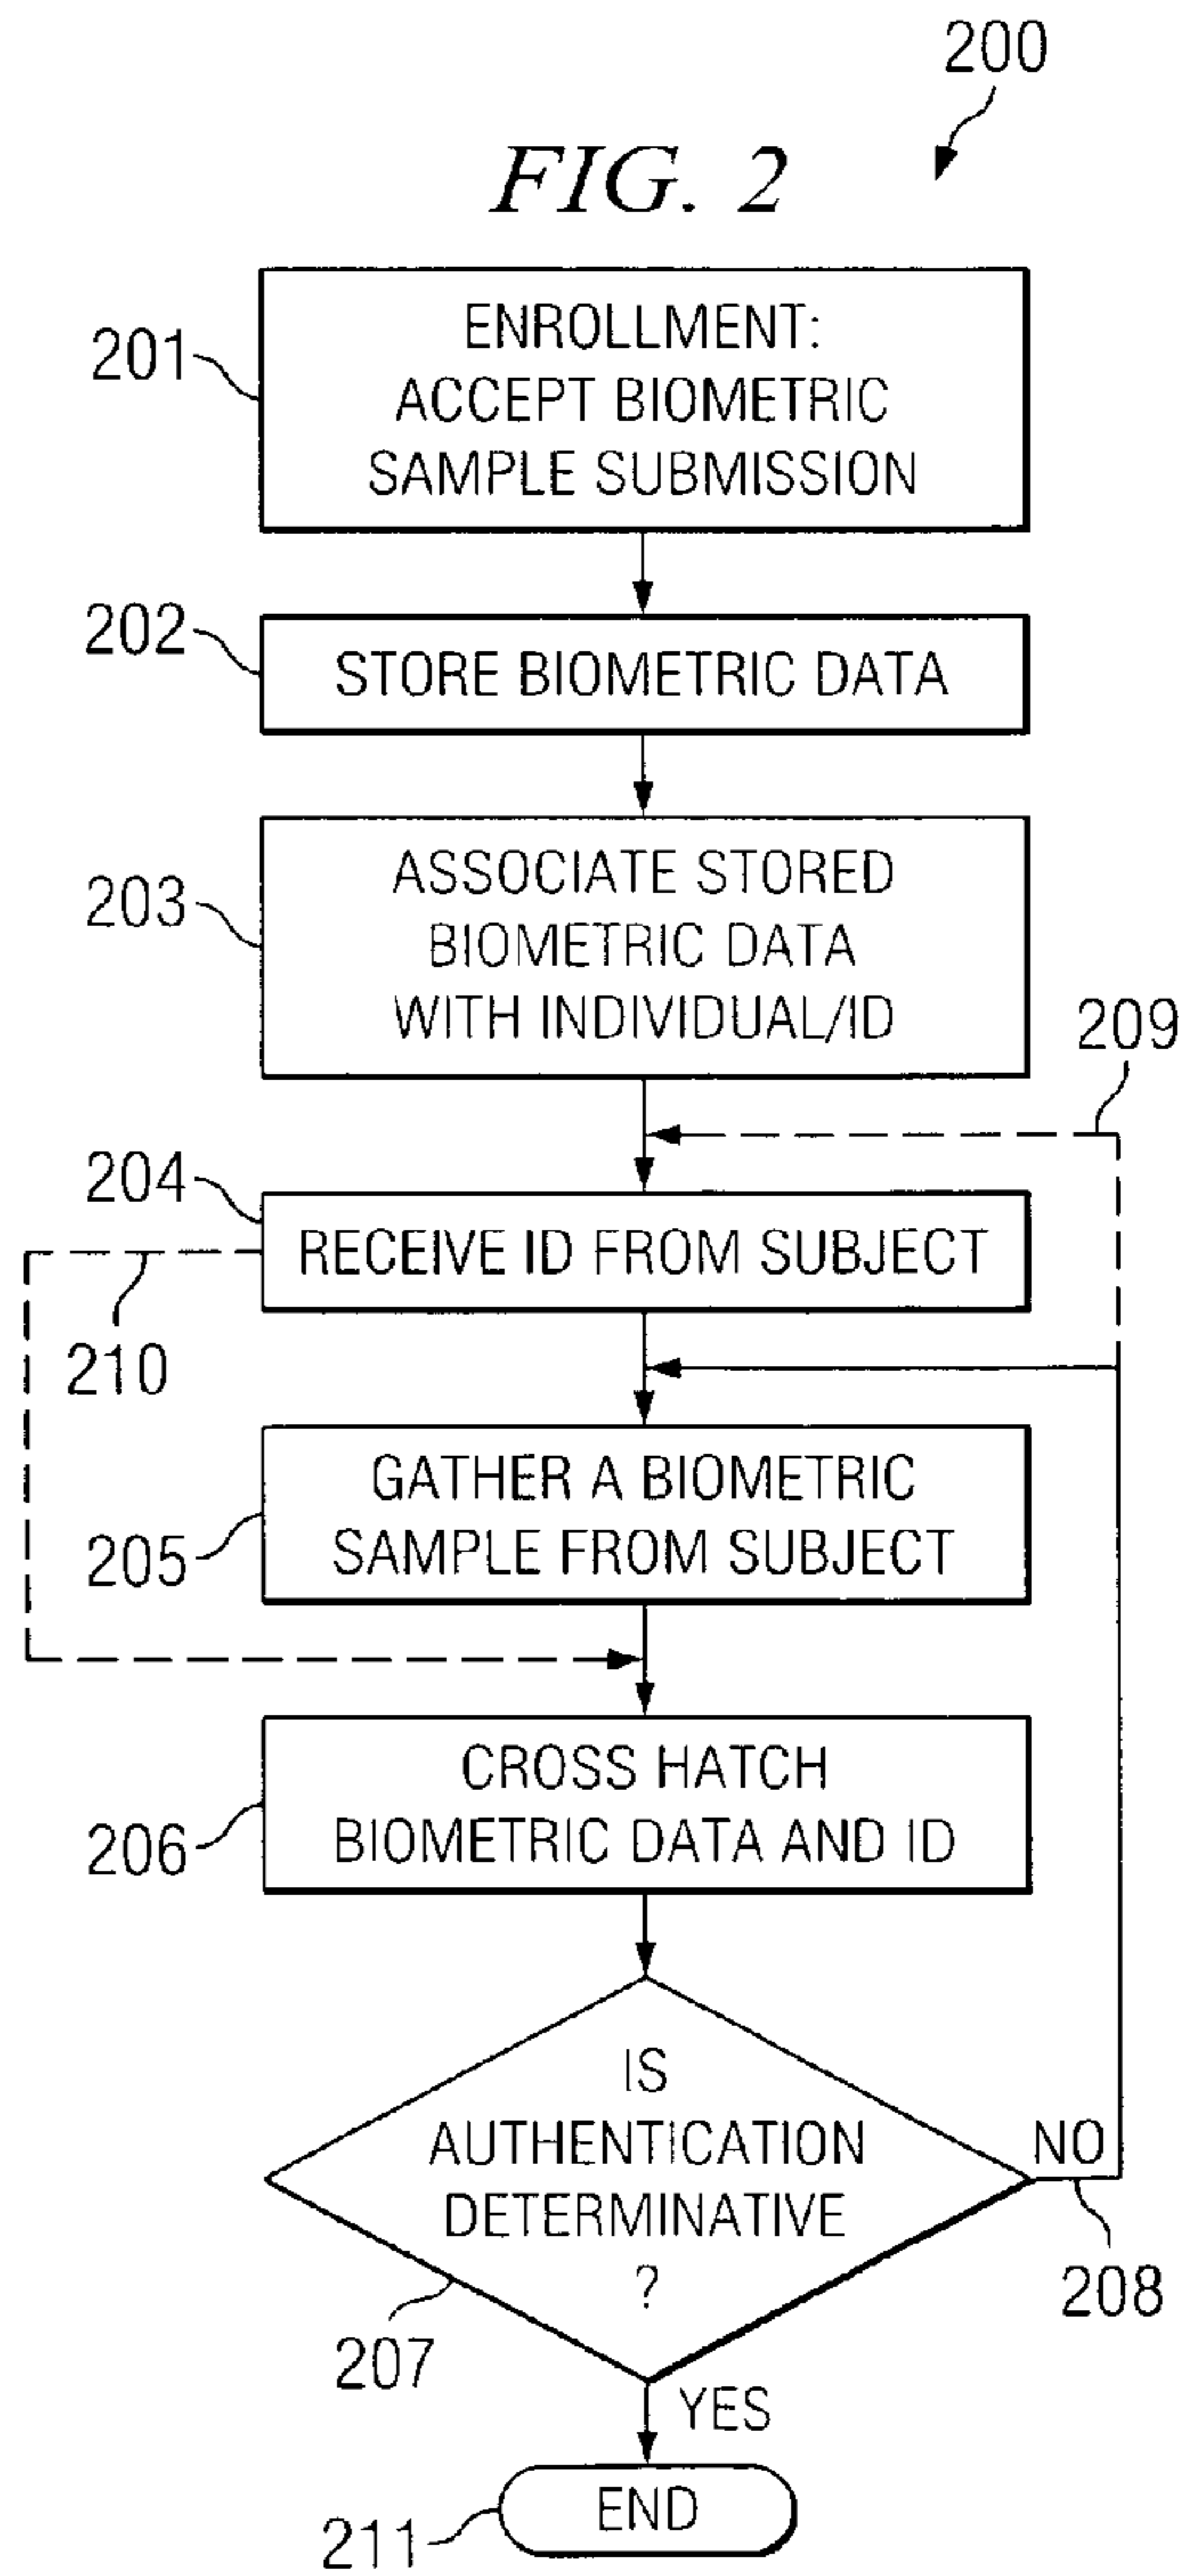 200
FIG. 2
201
ENROLLMENT:
ACCEPT BIOMETRIC
SAMPLE SUBMISSION
202
STORE BIOMETRIC DATA
203
ASSOCIATE STORED
BIOMETRIC DATA
WITH INDIVIDUAL/ID
209
204
RECEIVE ID FROM SUBJECT
210
205
GATHER A BIOMETRIC
SAMPLE FROM SUBJECT
206
CROSS HATCH
BIOMETRIC DATA AND ID
IS
AUTHENTICATION
DETERMINATIVE
?
NO
208
207
YES
END
211